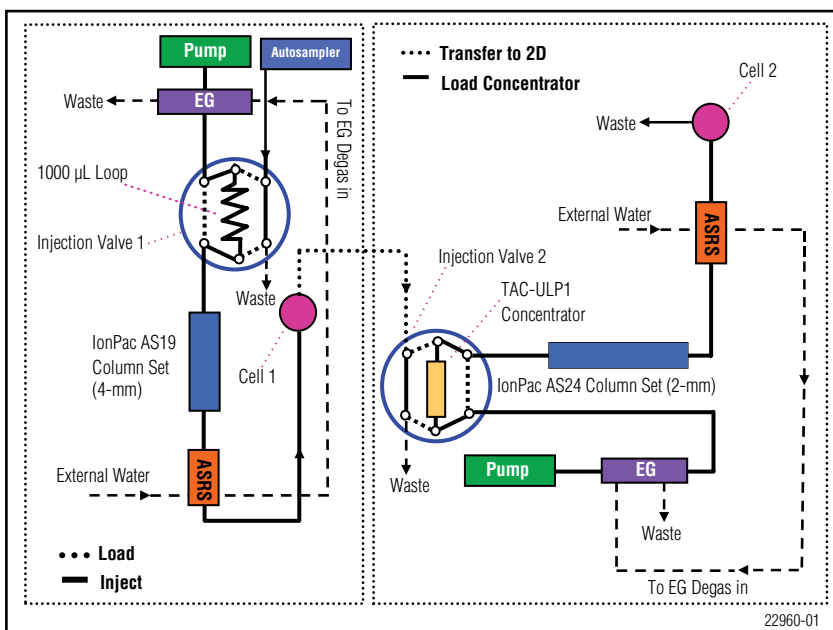 Pump
Autosampler
Waste
EG
To EG Degas in
1000 µL Loop
Injection Valve 1
Waste
IonPac AS19
Column Set
(4-mm)
Cell 1
External Water
ASRS
Load
Inject
Transfer to 2D
Load Concentrator
Cell 2
Waste
External Water
ASRS
Injection Valve 2
TAC-ULP1
Concentrator
IonPac AS24 Column Set (2-mm)
Waste
Pump
EG
Waste
To EG Degas in
22960-01